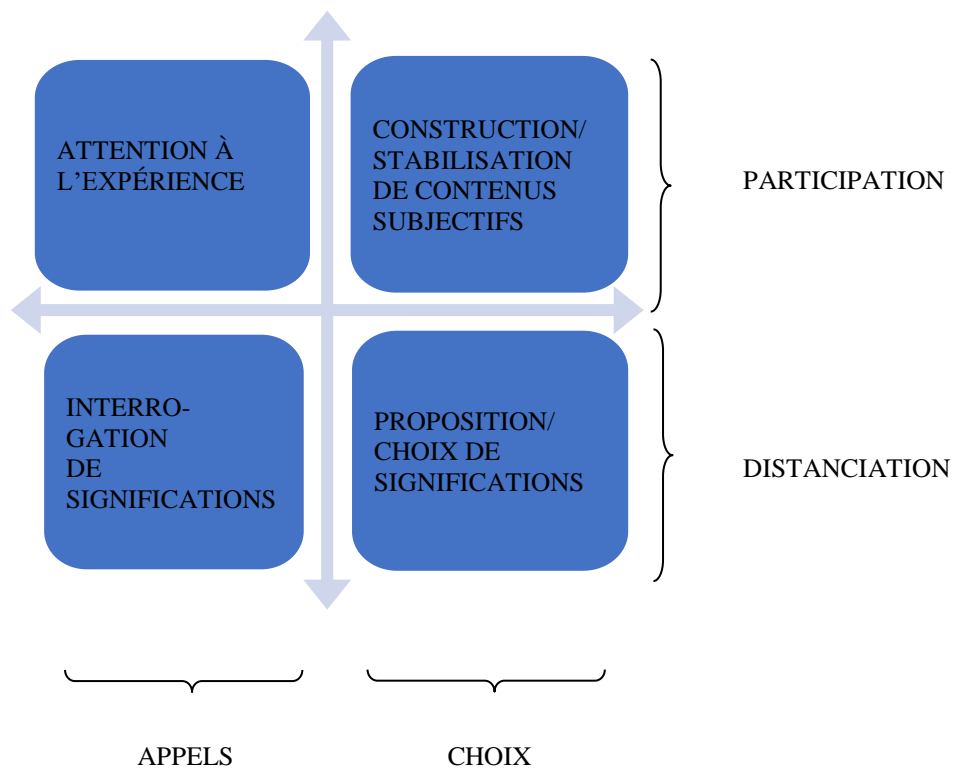 ATTENTION À
L’EXPÉRIENCE
CONSTRUCTION/
STABILISATION
DE CONTENUS
SUBJECTIFS
PARTICIPATION
INTERRO-
GATION
DE
SIGNIFICATIONS
PROPOSITION/
CHOIX DE
SIGNIFICATIONS
DISTANCIATION
APPELS
CHOIX